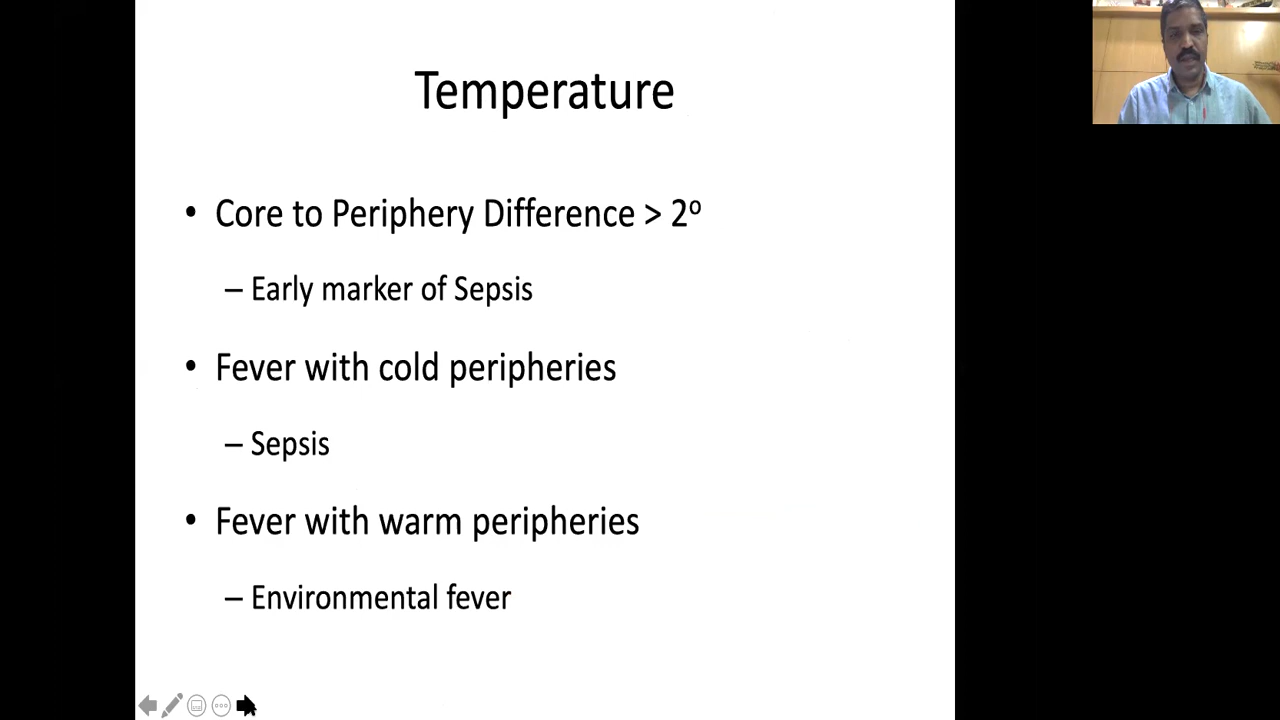 Temperature
• Core to Periphery Difference > 2º
– Early marker of Sepsis
• Fever with cold peripheries
– Sepsis
• Fever with warm peripheries
– Environmental fever